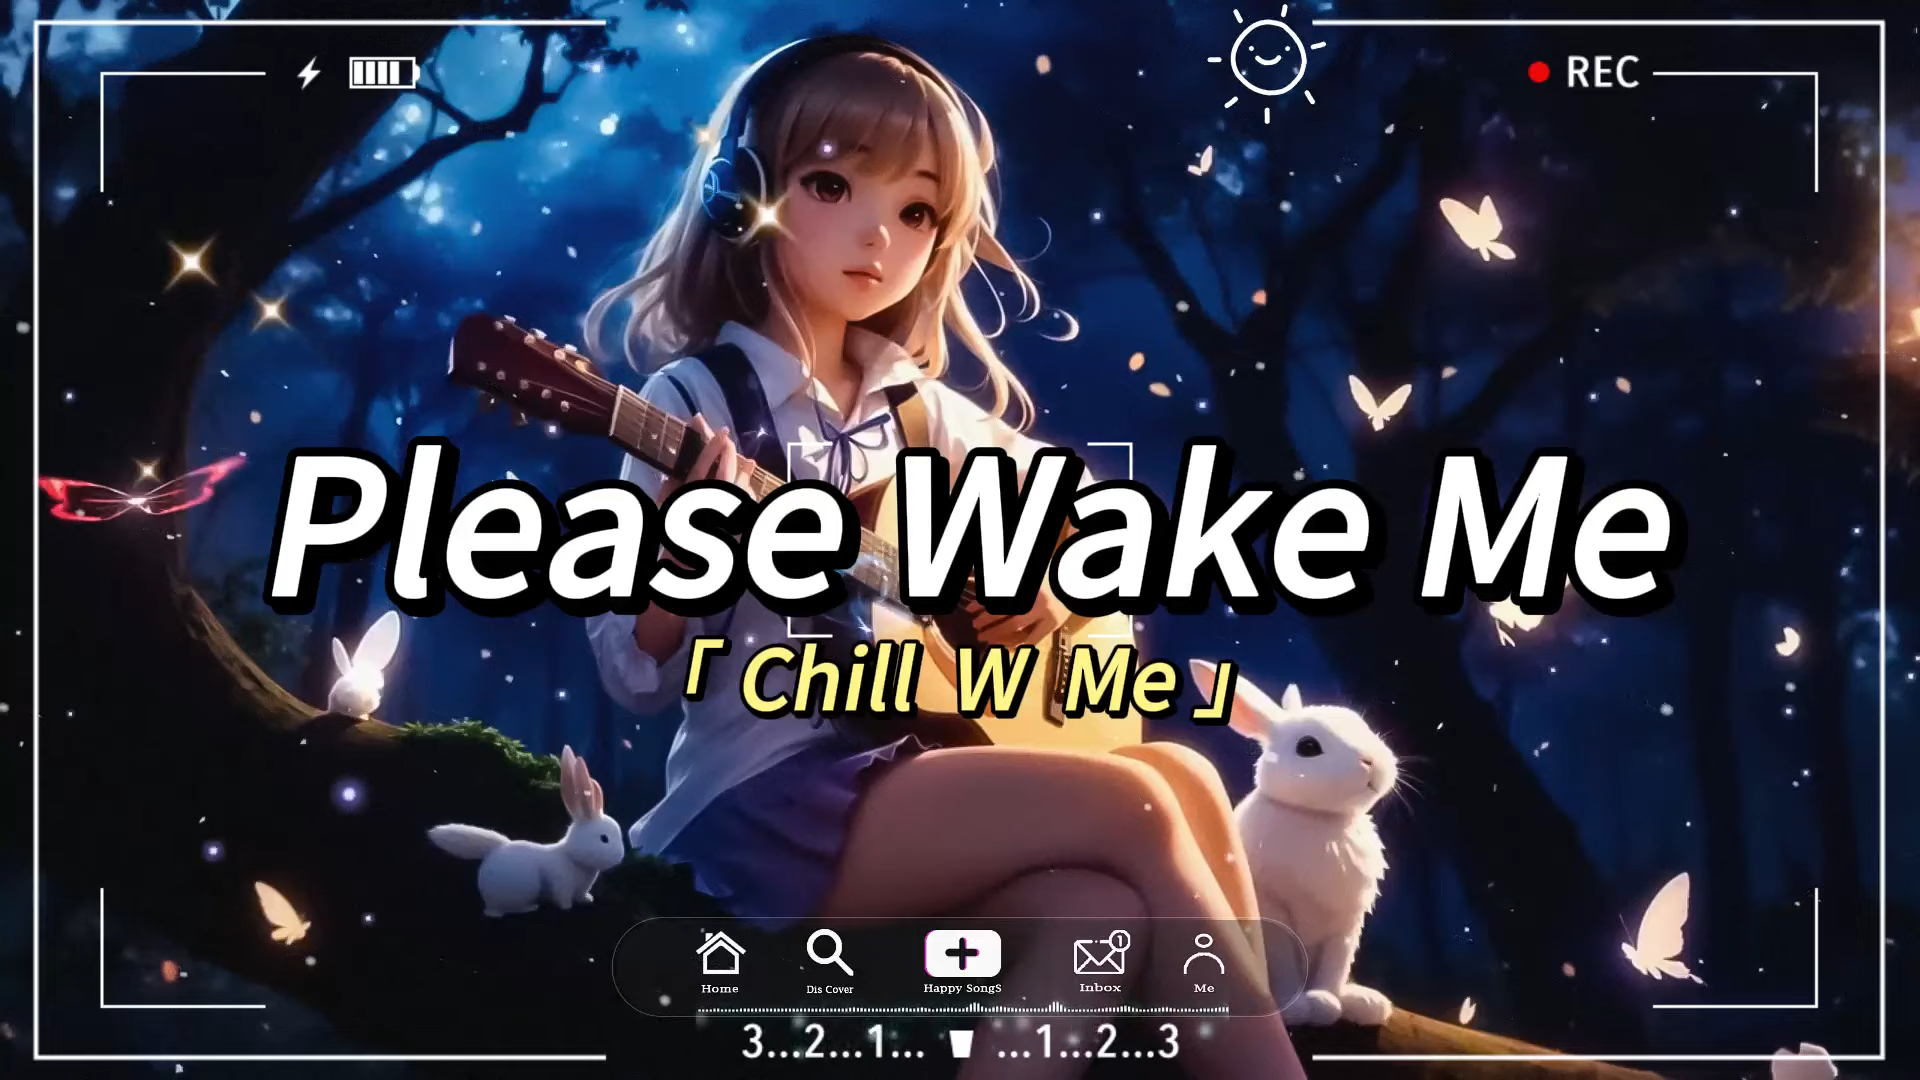 REC
Please Wake Me
「 Chill W Me 」
Home Dis Cover Happy SongS Inbox 1 Me
3...2...1... ...1...2...3